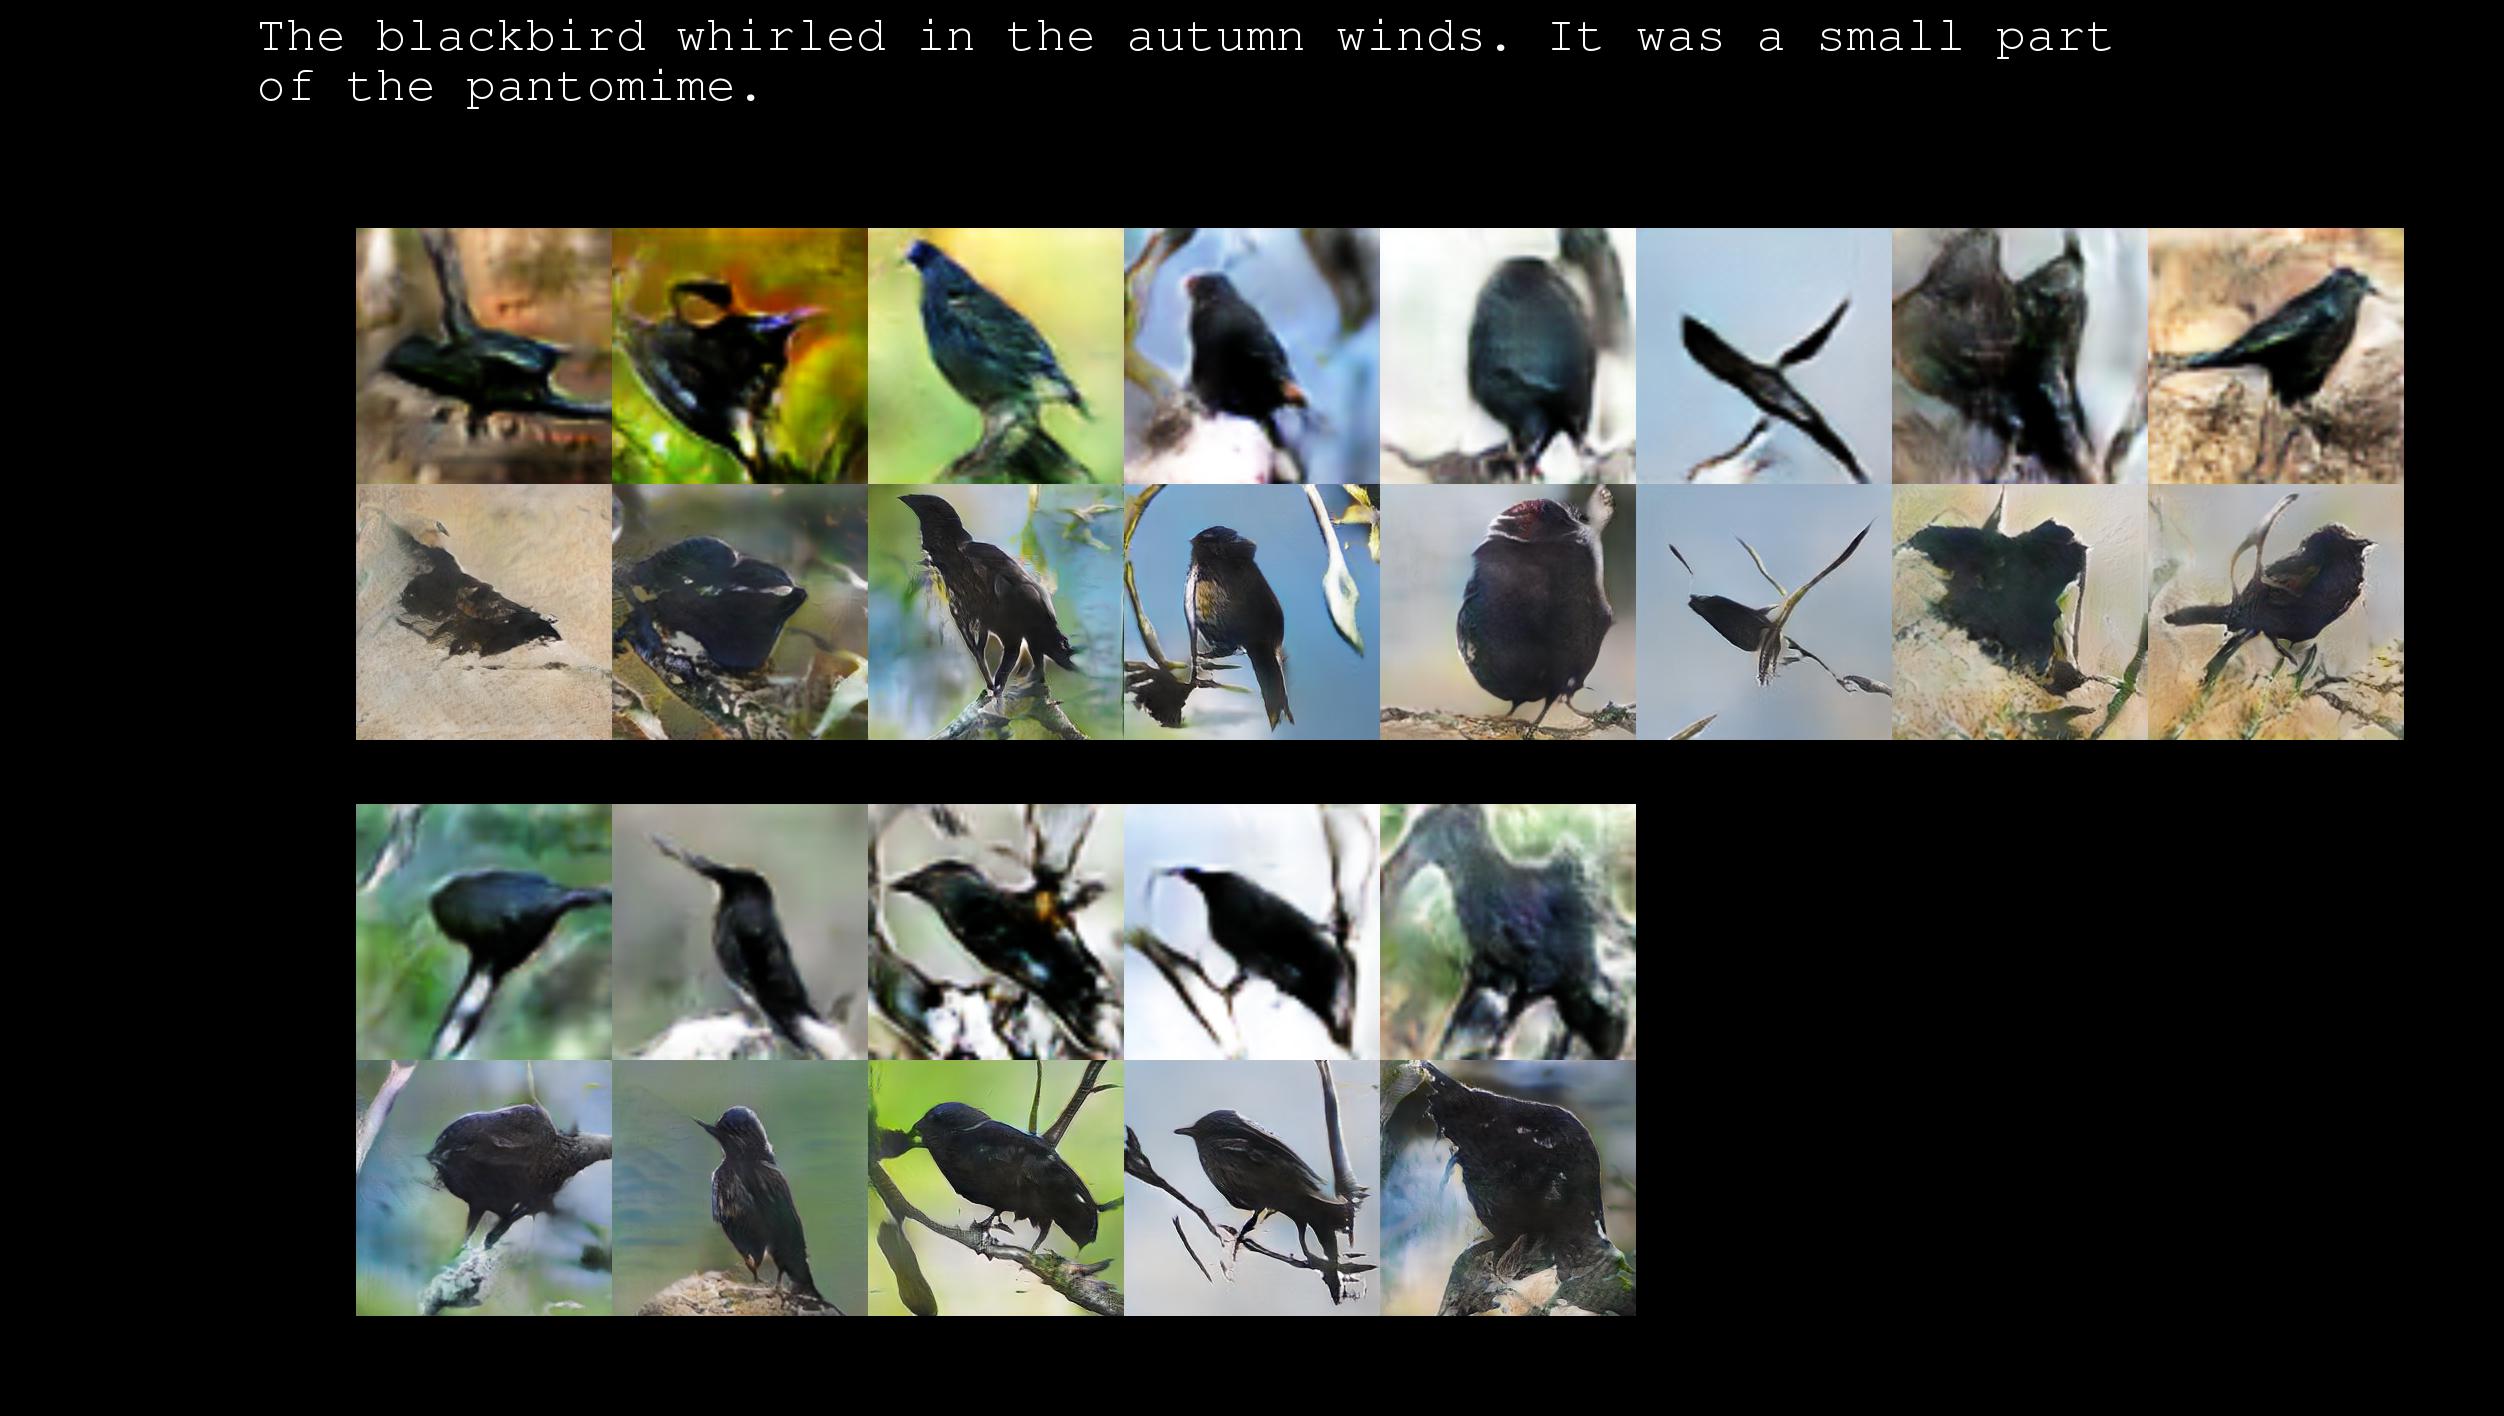 The blackbird whirled in the autumn winds. It was a small part
of the pantomime.